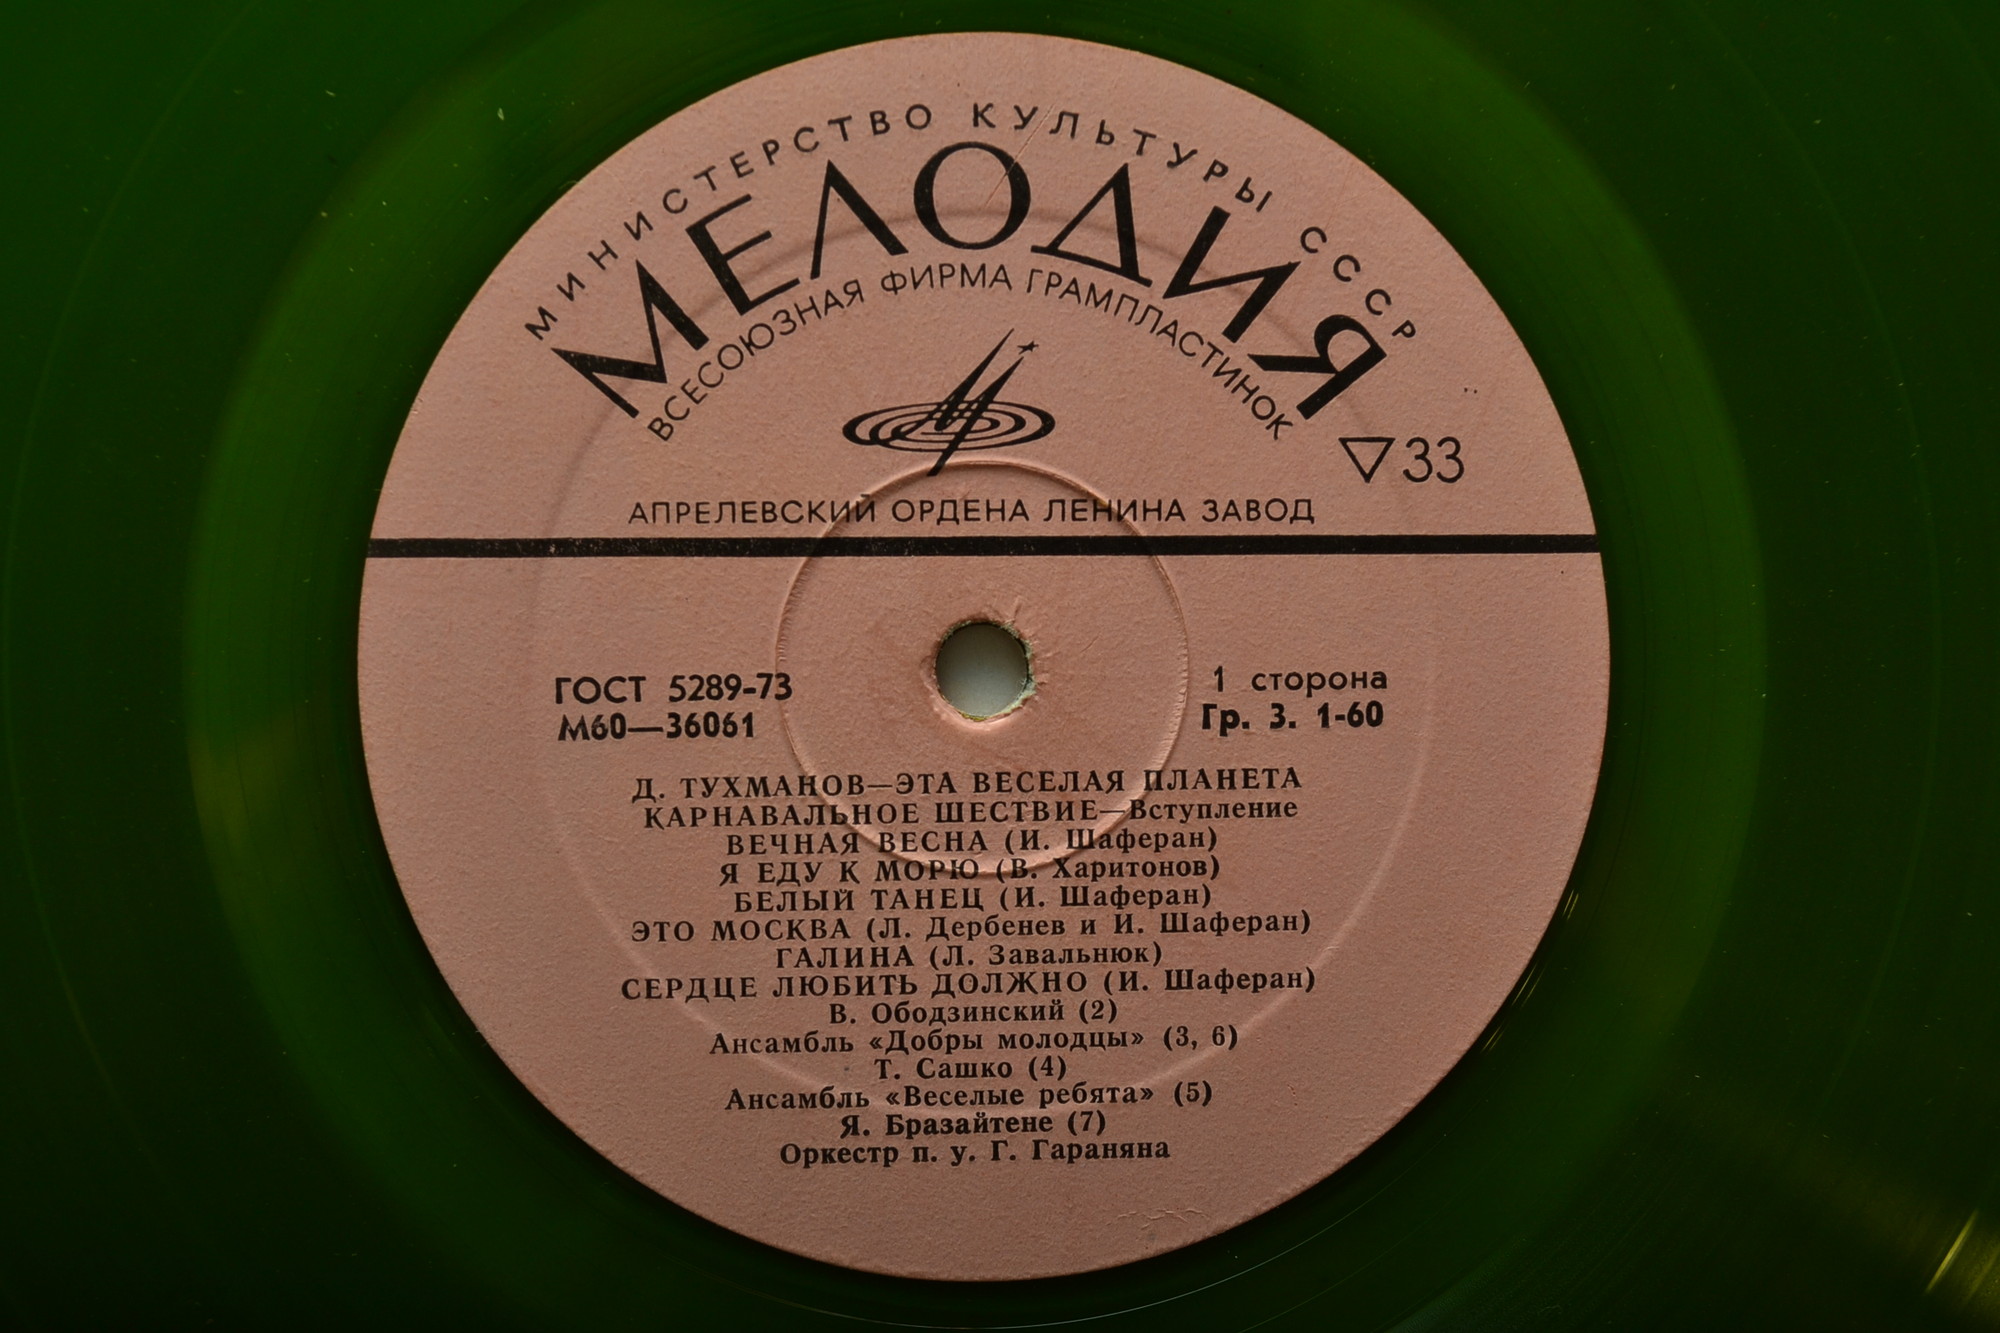 МИНИСТЕРСТВО КУЛЬТУРЫ СССР
МЕЛОДИЯ
ВСЕСОЮЗНАЯ ФИРМА ГРАМПЛАСТИНОК
▽33
АПРЕЛЕВСКИЙ ОРДЕНА ЛЕНИНА ЗАВОД
ГОСТ 5289-73
М60—36061
1 сторона
Гр. 3. 1-60
Д. ТУХМАНОВ—ЭТА ВЕСЕЛАЯ ПЛАНЕТА
КАРНАВАЛЬНОЕ ШЕСТВИЕ—Вступление
ВЕЧНАЯ ВЕСНА (И. Шаферан)
Я ЕДУ К МОРЮ (В. Харитонов)
БЕЛЫЙ ТАНЕЦ (И. Шаферан)
ЭТО МОСКВА (Л. Дербенев и И. Шаферан)
ГАЛИНА (Л. Завальнюк)
СЕРДЦЕ ЛЮБИТЬ ДОЛЖНО (И. Шаферан)
В. Ободзинский (2)
Ансамбль «Добры молодцы» (3, 6)
Т. Сашко (4)
Ансамбль «Веселые ребята» (5)
Я. Бразайтене (7)
Оркестр п. у. Г. Гараняна